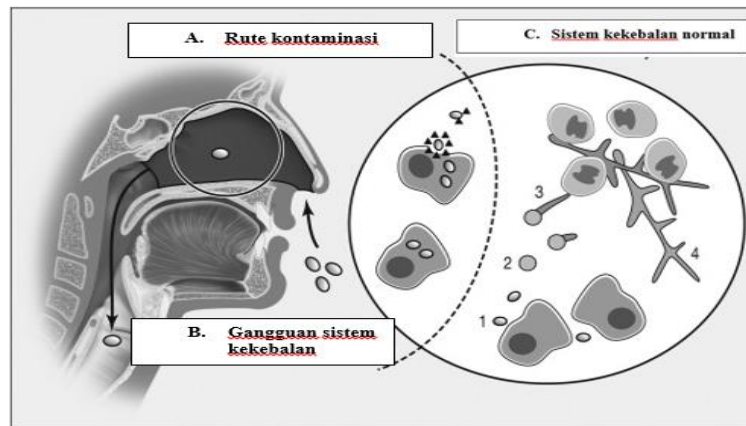 A. Rute kontaminasi
C. Sistem kekebalan normal
3
4
2
1
B. Gangguan sistem
kekebalan